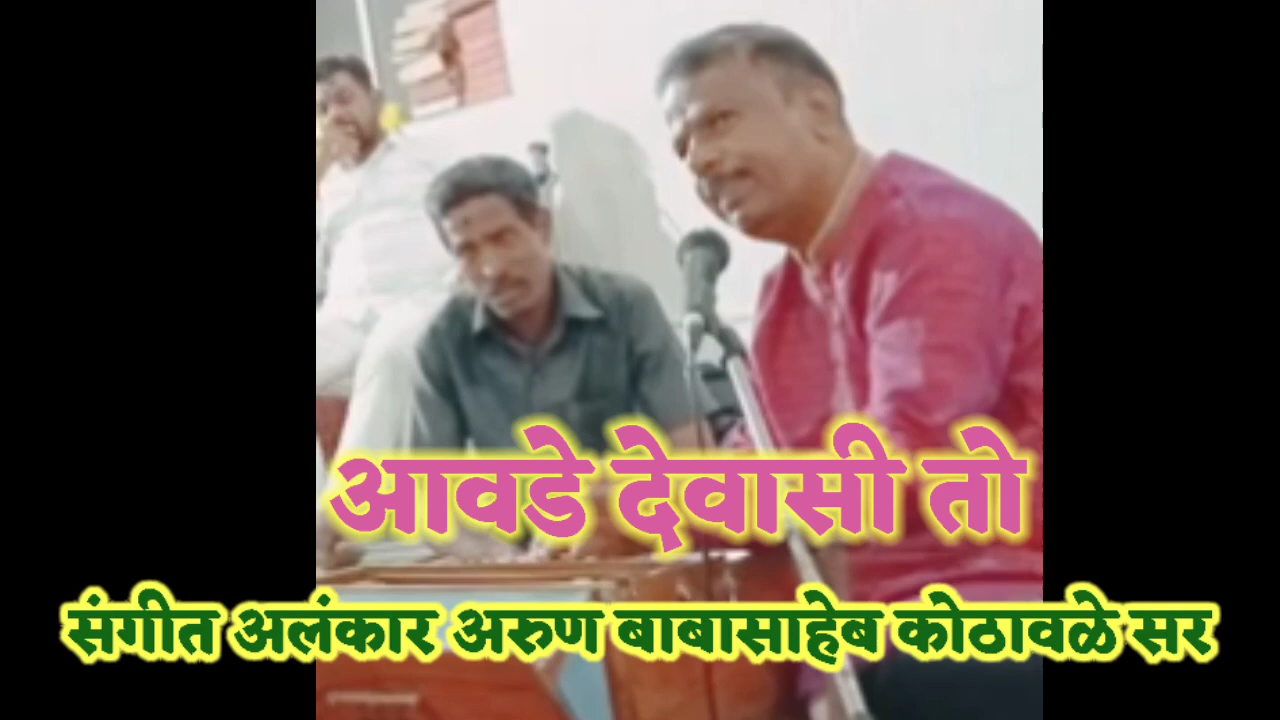 आवडे देवासी तो
संगीत अलंकार अरुण बाबासाहेब कोठावळे सर